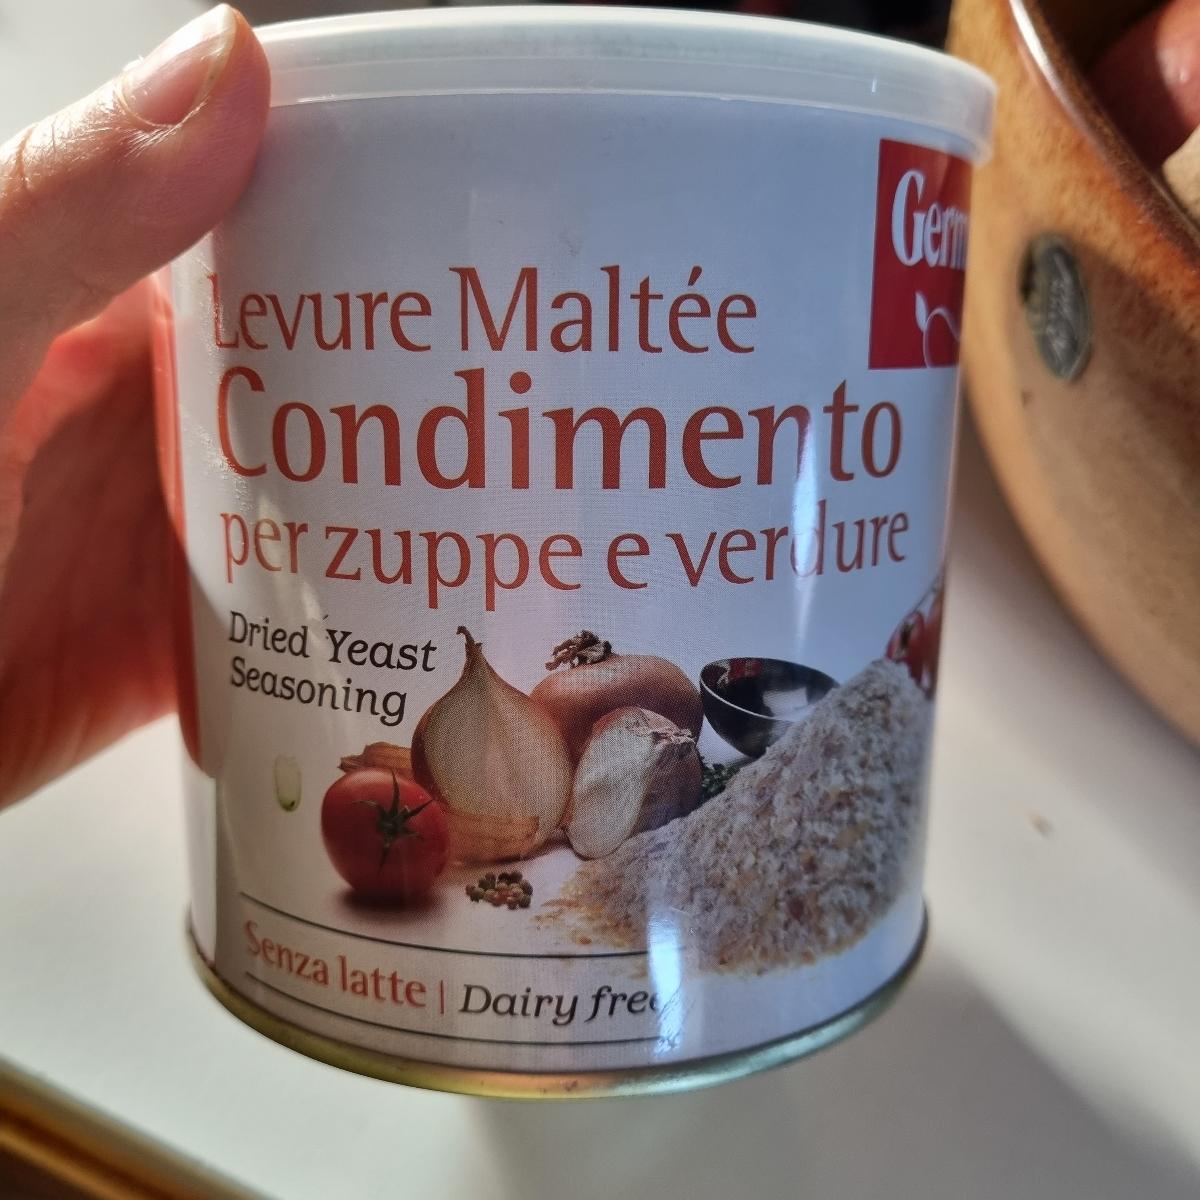 Levure Maltée
Condimento
per zuppe e verdure
Dried Yeast
Seasoning
Senza latte | Dairy free